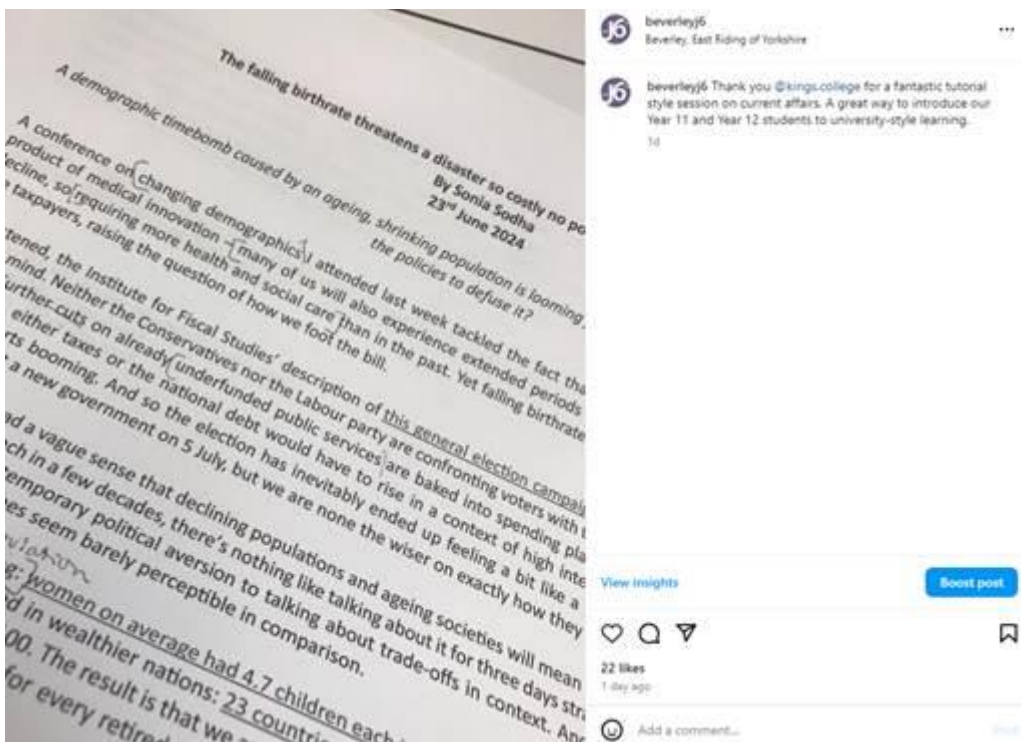 The falling birthrate threatens a disaster so costly no po
By Sonia Sodha
23rd June 2024
A demographic timebomb caused by an ageing, shrinking population is looming
the policies to defuse it?
A conference on changing demographics I attended last week tackled the fact tha
product of medical innovation - many of us will also experience extended periods
ecline, so requiring more health and social care than in the past. Yet falling birthrate
taxpayers, raising the question of how we foot the bill.
tened, the Institute for Fiscal Studies' description of this general election campai
mind. Neither the Conservatives nor the Labour party are confronting voters with t
urther cuts on already underfunded public services are baked into spending pla
either taxes or the national debt would have to rise in a context of high inte
rts booming. And so the election has inevitably ended up feeling a bit like a
a new government on 5 July, but we are none the wiser on exactly how they
ad a vague sense that declining populations and ageing societies will mean
ch in a few decades, there's nothing like talking about it for three days stra
temporary political aversion to talking about trade-offs in context. And
es seem barely perceptible in comparison.
g: women on average had 4.7 children each
d in wealthier nations: 23 countri
00. The result is that we
for every retired
J6
beverleyj6
Beverley, East Riding of Yorkshire
J6
beverleyj6 Thank you @kings.college for a fantastic tutorial
style session on current affairs. A great way to introduce our
Year 11 and Year 12 students to university-style learning.
1d
View insights
Boost post
22 likes
1 day ago
Add a comment...
Post